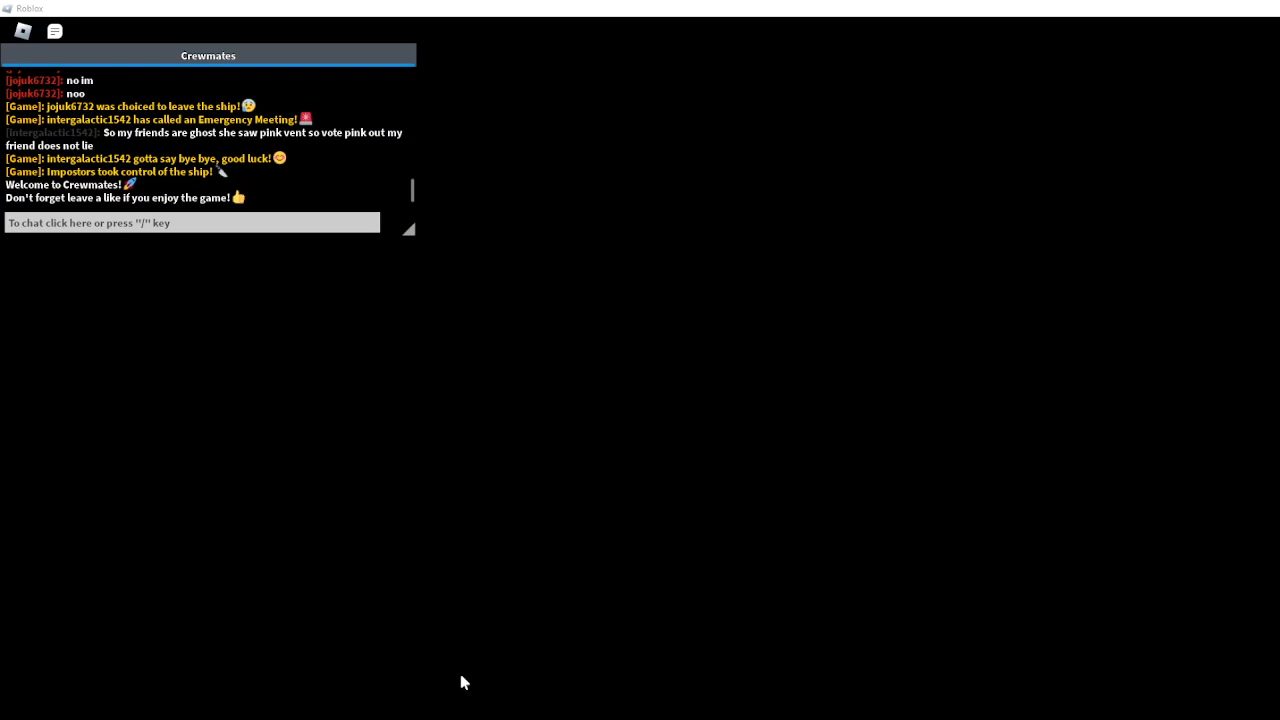 Roblox
Crewmates
[jojuk6732]: no im
[jojuk6732]: noo
[Game]: jojuk6732 was choiced to leave the ship!😰
[Game]: intergalactic1542 has called an Emergency Meeting!🚨
[intergalactic1542]: So my friends are ghost she saw pink vent so vote pink out my
friend does not lie
[Game]: intergalactic1542 gotta say bye bye, good luck!😊
[Game]: Impostors took control of the ship!🔪
Welcome to Crewmates!🚀
Don't forget leave a like if you enjoy the game!👍
To chat click here or press "/" key